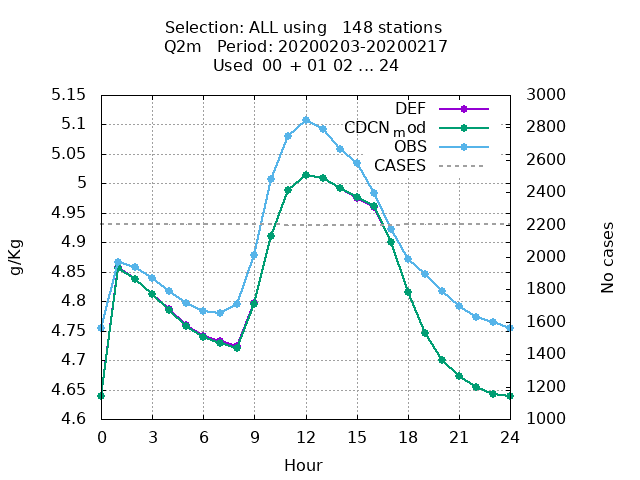 Selection: ALL using   148 stations
Q2m   Period: 20200203-20200217
Used  00 + 01 02 ... 24
DEF
CDCN_mod
OBS
CASES
5.15
5.1
5.05
5
4.95
4.9
4.85
4.8
4.75
4.7
4.65
4.6
g/Kg
3000
2800
2600
2400
2200
2000
1800
1600
1400
1200
1000
No cases
0 3 6 9 12 15 18 21 24
Hour